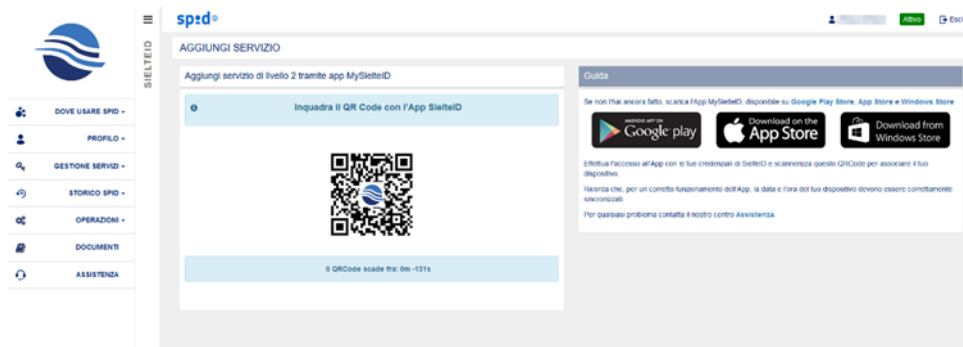 spid
Attivo
Esci
SIELTEID
AGGIUNGI SERVIZIO
Aggiungi servizio di livello 2 tramite app MySielteID
Inquadra il QR Code con l'App SielteID
Il QRCode scade fra: 0m -131s
Guida
Se non l'hai ancora fatto, scarica l'App MySielteID, disponibile su Google Play Store, App Store e Windows Store
ANDROID APP ON
Google play
Download on the
App Store
Download from
Windows Store
Effettua l'accesso all'App con le tue credenziali di SielteID e scannerizza questo QRCode per associare il tuo
dispositivo.
Ricorda che, per un corretto funzionamento dell'App, la data e l'ora del tuo dispositivo devono essere correttamente
sincronizzati.
Per qualsiasi problema contatta il nostro centro Assistenza
DOVE USARE SPID
PROFILO
GESTIONE SERVIZI
STORICO SPID
OPERAZIONI
DOCUMENTI
ASSISTENZA